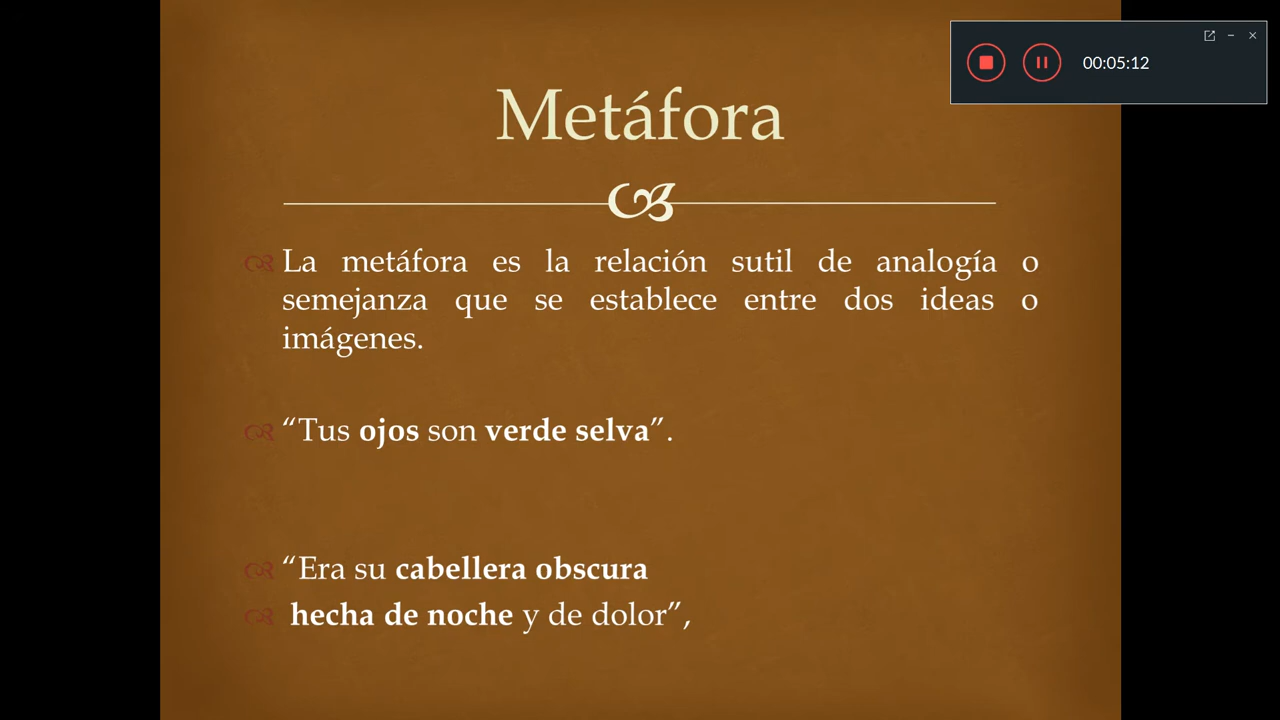 00:05:12
Metáfora
La metáfora es la relación sutil de analogía o
semejanza que se establece entre dos ideas o
imágenes.
“Tus ojos son verde selva”.
“Era su cabellera obscura
hecha de noche y de dolor”,